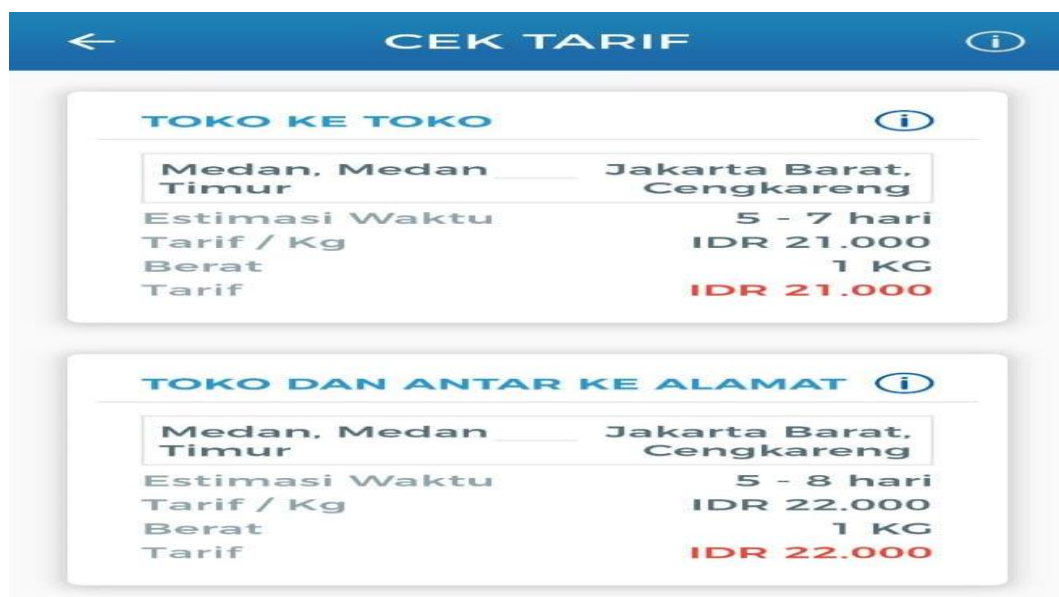 CEK TARIF
TOKO KE TOKO
Medan, Medan Timur
Jakarta Barat, Cengkareng
Estimasi Waktu 5 - 7 hari
Tarif / Kg IDR 21.000
Berat 1 KG
Tarif IDR 21.000
TOKO DAN ANTAR KE ALAMAT
Medan, Medan Timur
Jakarta Barat, Cengkareng
Estimasi Waktu 5 - 8 hari
Tarif / Kg IDR 22.000
Berat 1 KG
Tarif IDR 22.000